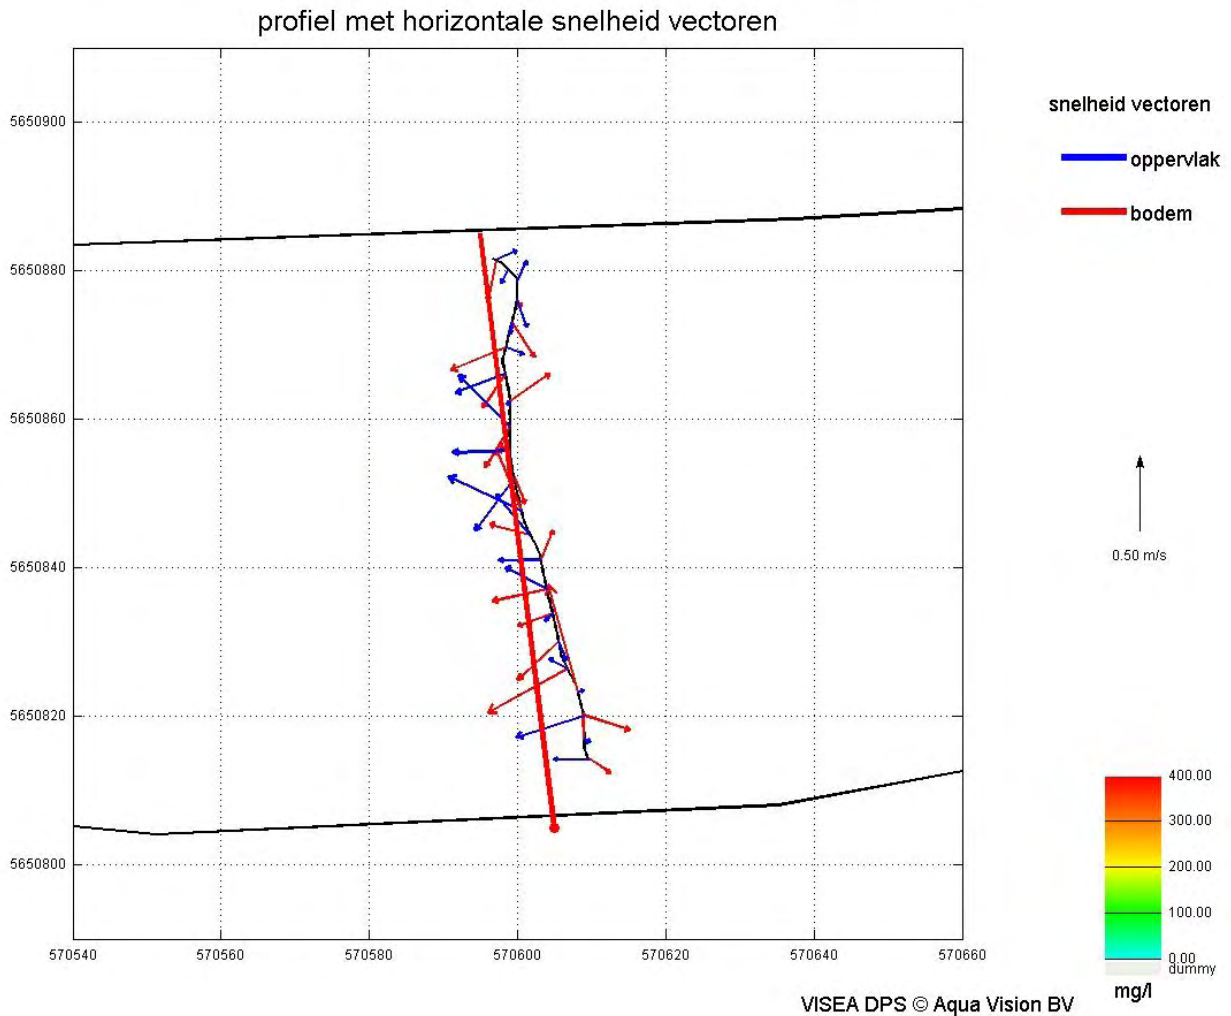 profiel met horizontale snelheid vectoren
snelheid vectoren
5650900
oppervlak
bodem
5650880
5650860
0.50 m/s
5650840
5650820
400.00
300.00
5650800
200.00
100.00
0.00
570540 570560 570580 570600 570620 570640 570660
dummy
mg/l
VISEA DPS © Aqua Vision BV